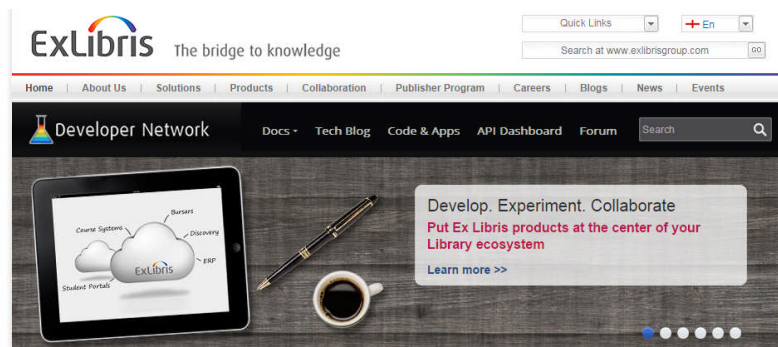 ExLibris
The bridge to knowledge
Quick Links
En
Search at www.exlibrisgroup.com
GO
Home | About Us | Solutions | Products | Collaboration | Publisher Program | Careers | Blogs | News | Events
Developer Network
Docs
Tech Blog
Code & Apps
API Dashboard
Forum
Search
Bursars
Course Systems
Discovery
ExLibris
ERP
Student Portals
Develop. Experiment. Collaborate
Put Ex Libris products at the center of your
Library ecosystem
Learn more >>